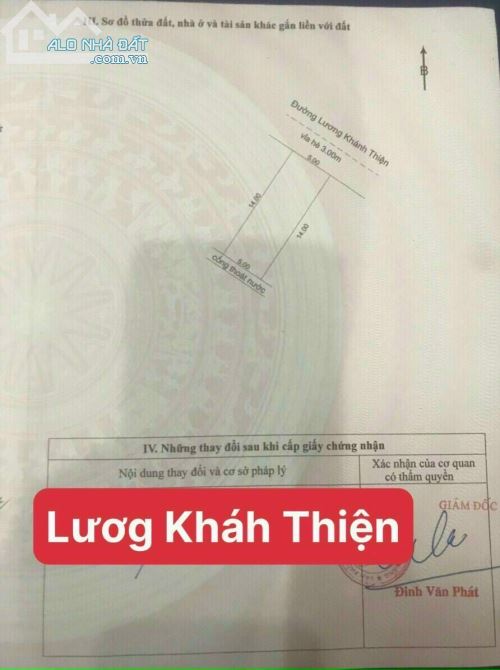 III. Sơ đồ thửa đất, nhà ở và tài sản khác gắn liền với đất
ALO NHÀ ĐẤT
.com.vn
B
Đường Lương Khánh Thiện
vỉa hè 3.00m
5.00
14.00
14.00
5.00
cống thoát nước
IV. Những thay đổi sau khi cấp giấy chứng nhận
Nội dung thay đổi và cơ sở pháp lý
Xác nhận của cơ quan
có thẩm quyền
GIÁM ĐỐC
Lươg Kháh Thiện
Đinh Văn Phát